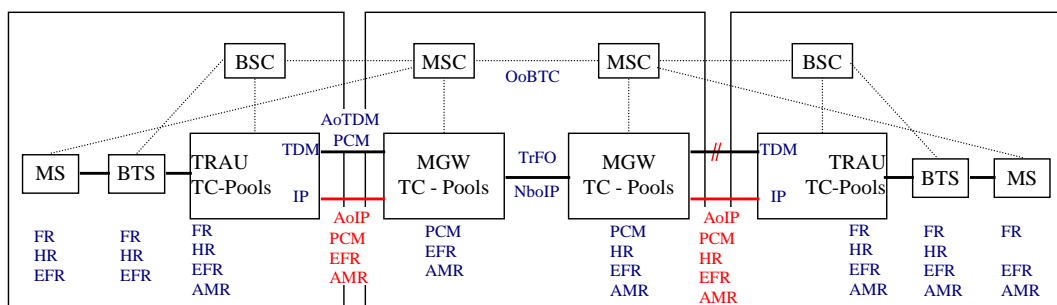 BSC
MSC
MSC
BSC
OoBTC
AoTDM
PCM
MS
BTS
TRAU
TC-Pools
TDM
IP
MGW
TC - Pools
TrFO
NboIP
MGW
TC - Pools
//
TDM
IP
TRAU
TC-Pools
BTS
MS
FR
HR
EFR
FR
HR
EFR
FR
HR
EFR
AMR
AoIP
PCM
EFR
AMR
PCM
EFR
AMR
PCM
HR
EFR
AMR
AoIP
PCM
HR
EFR
AMR
FR
HR
EFR
AMR
FR
HR
EFR
AMR
FR
EFR
AMR